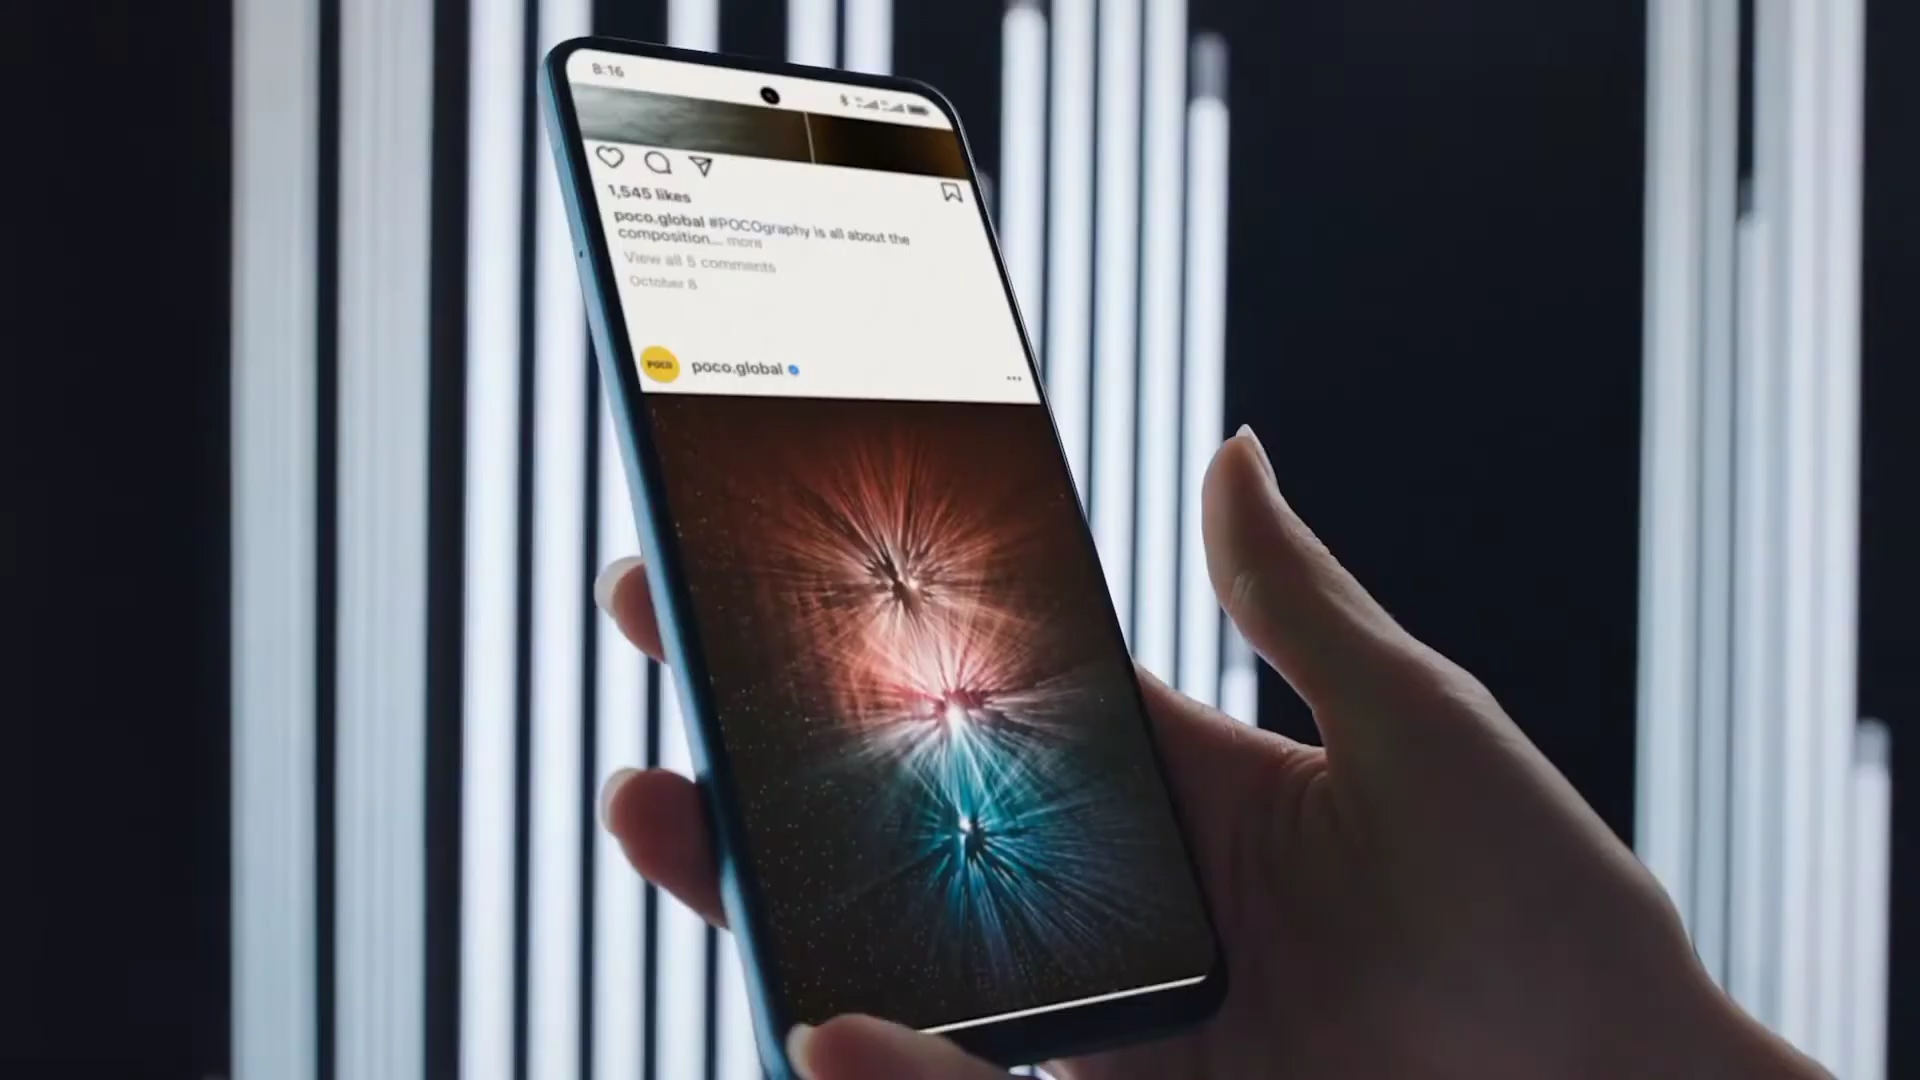 8:16
1,545 likes
poco.global #POCOgraphy is all about the
composition... more
View all 5 comments
October 8
POCO
poco.global